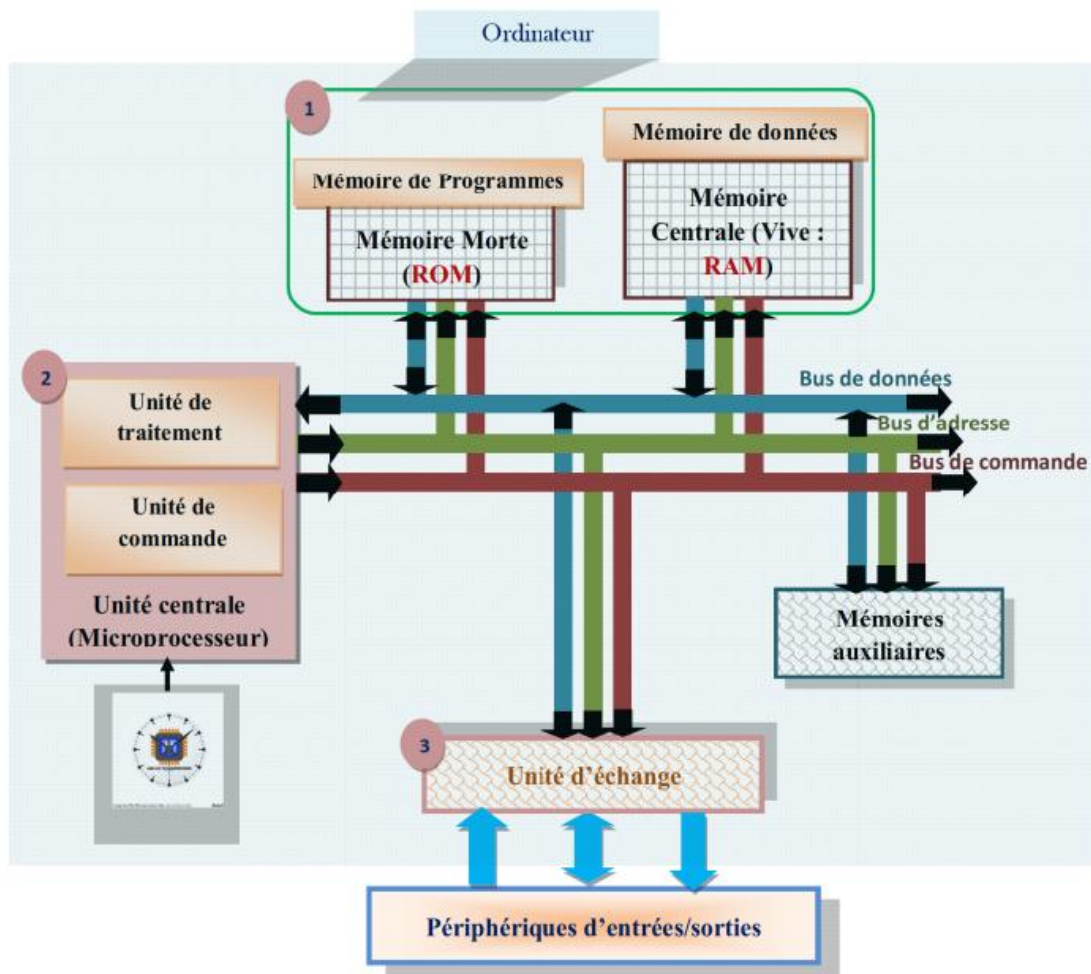 Ordinateur
1
Mémoire de données
Mémoire de Programmes
Mémoire
Centrale (Vive :
RAM)
Mémoire Morte
(ROM)
2
Unité de
traitement
Bus de données
Bus d'adresse
Bus de commande
Unité de
commande
Unité centrale
(Microprocesseur)
Mémoires
auxiliaires
3
Unité d'échange
Périphériques d'entrées/sorties